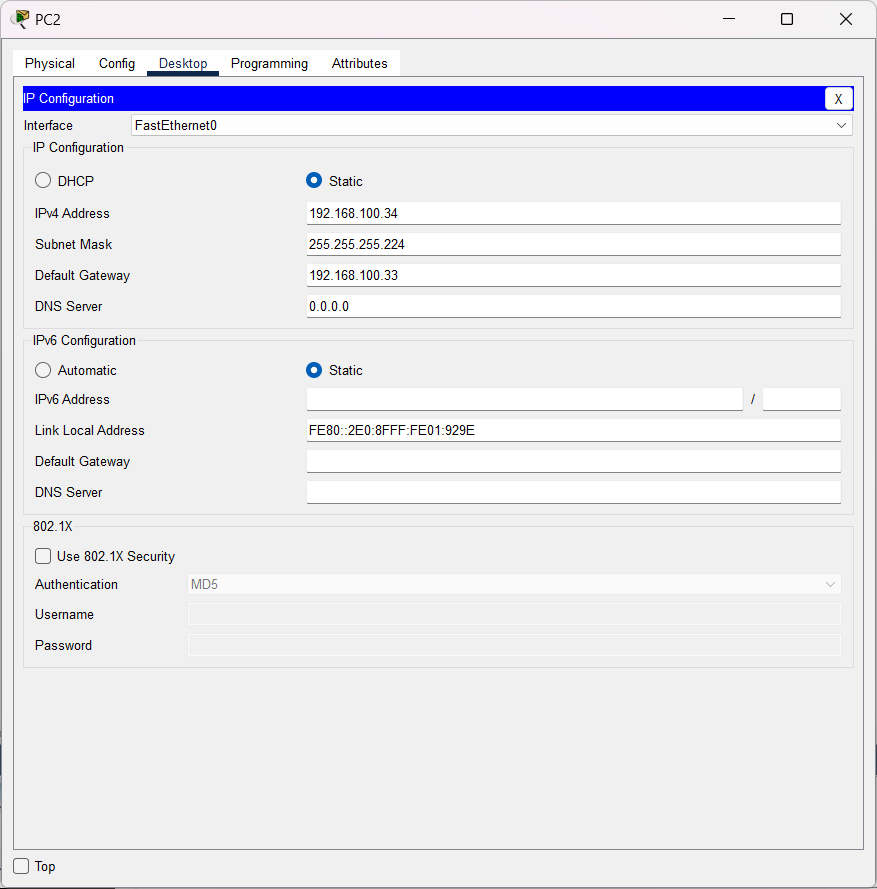 PC2
Physical Config Desktop Programming Attributes
IP Configuration X
Interface FastEthernet0
IP Configuration
DHCP Static
IPv4 Address 192.168.100.34
Subnet Mask 255.255.255.224
Default Gateway 192.168.100.33
DNS Server 0.0.0.0
IPv6 Configuration
Automatic Static
IPv6 Address /
Link Local Address FE80::2E0:8FFF:FE01:929E
Default Gateway
DNS Server
802.1X
Use 802.1X Security
Authentication MD5
Username
Password
Top